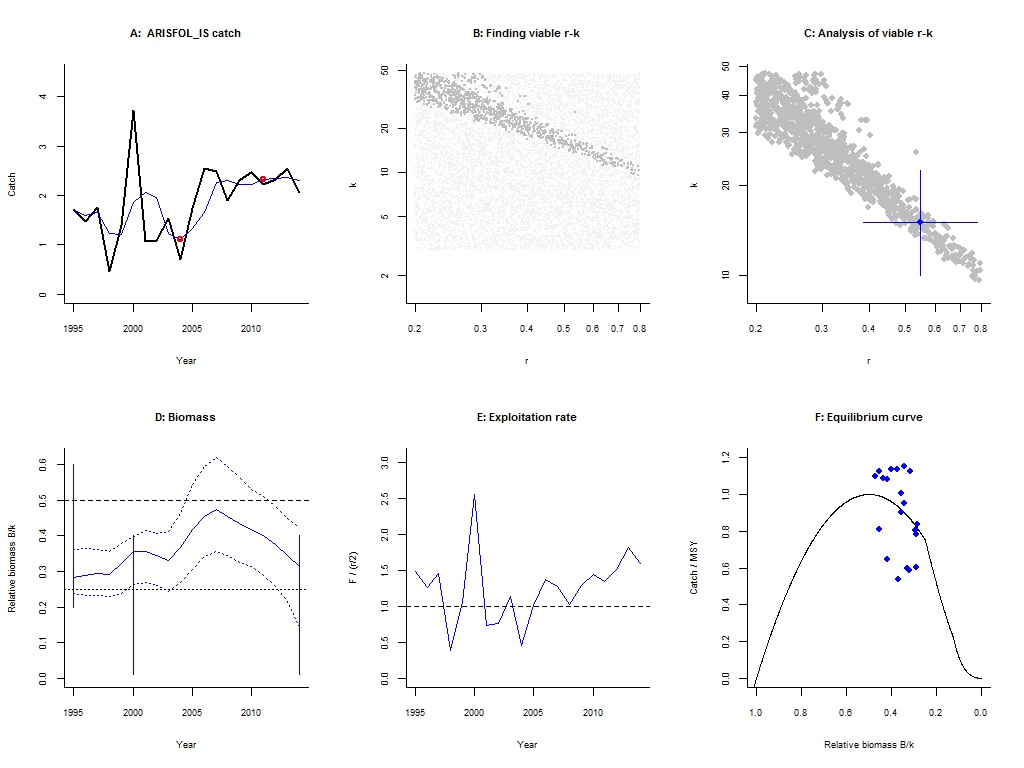 A:  ARISFOL_IS catch
Catch
4
3
2
1
0
1995 2000 2005 2010
Year
B: Finding viable r-k
k
50
20
10
5
2
0.2 0.3 0.4 0.5 0.6 0.7 0.8
r
C: Analysis of viable r-k
k
50
40
30
20
10
0.2 0.3 0.4 0.5 0.6 0.7 0.8
r
D: Biomass
Relative biomass B/k
0.6
0.5
0.4
0.3
0.2
0.1
0.0
1995 2000 2005 2010
Year
E: Exploitation rate
F / (r/2)
3.0
2.5
2.0
1.5
1.0
0.5
0.0
1995 2000 2005 2010
Year
F: Equilibrium curve
Catch / MSY
1.2
1.0
0.8
0.6
0.4
0.2
0.0
1.0 0.8 0.6 0.4 0.2 0.0
Relative biomass B/k